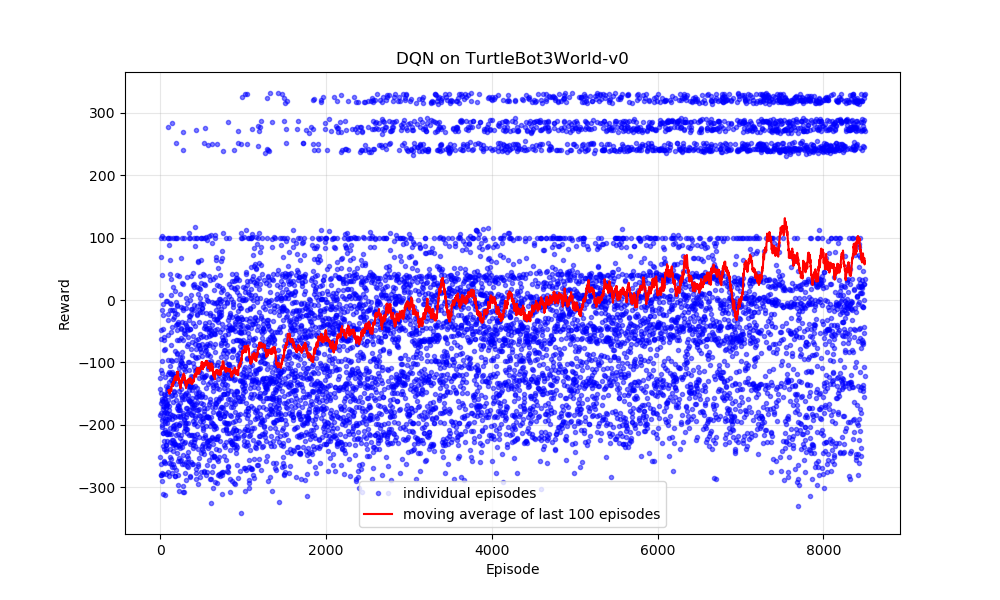 DQN on TurtleBot3World-v0
300
200
100
0
−100
−200
−300
Reward
individual episodes
moving average of last 100 episodes
0
2000
4000
6000
8000
Episode